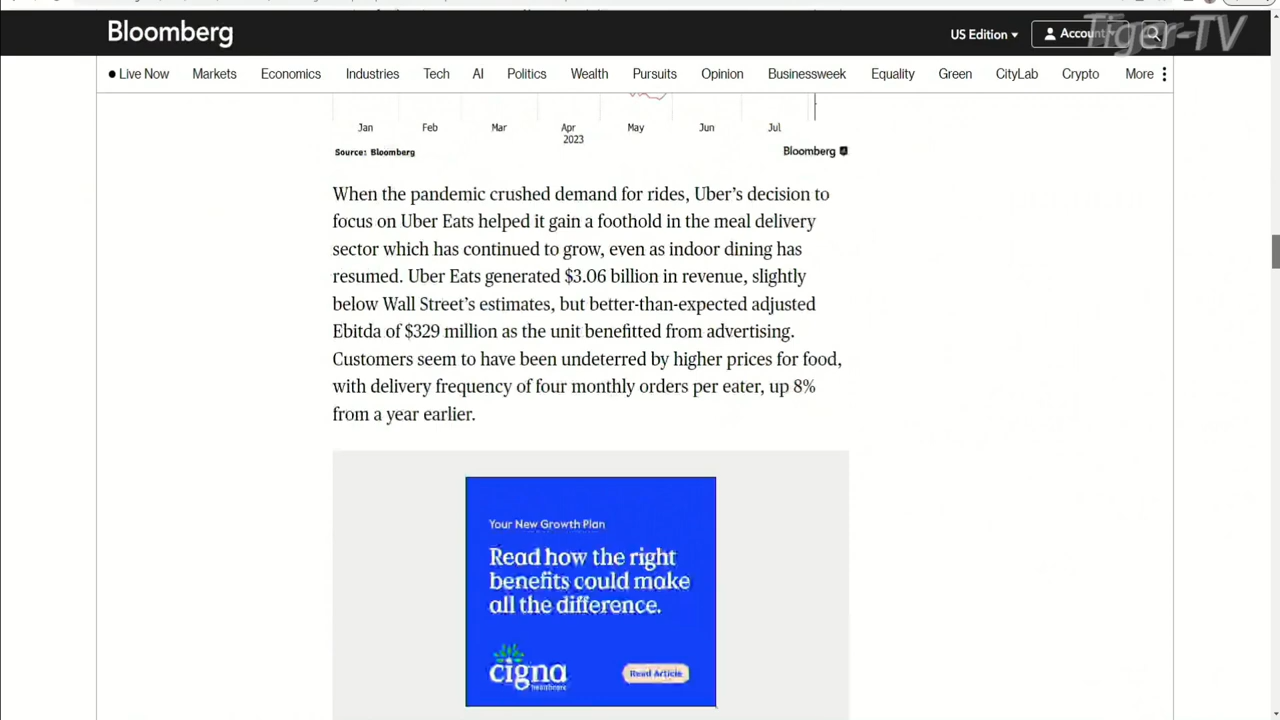 Bloomberg
US Edition
Account
Tiger-TV
Live Now Markets Economics Industries Tech AI Politics Wealth Pursuits Opinion Businessweek Equality Green CityLab Crypto More
Jan Feb Mar Apr May Jun Jul
2023
Source: Bloomberg
Bloomberg
When the pandemic crushed demand for rides, Uber’s decision to
focus on Uber Eats helped it gain a foothold in the meal delivery
sector which has continued to grow, even as indoor dining has
resumed. Uber Eats generated $3.06 billion in revenue, slightly
below Wall Street’s estimates, but better-than-expected adjusted
Ebitda of $329 million as the unit benefitted from advertising.
Customers seem to have been undeterred by higher prices for food,
with delivery frequency of four monthly orders per eater, up 8%
from a year earlier.
Your New Growth Plan
Read how the right
benefits could make
all the difference.
cigna
healthcare
Read Article